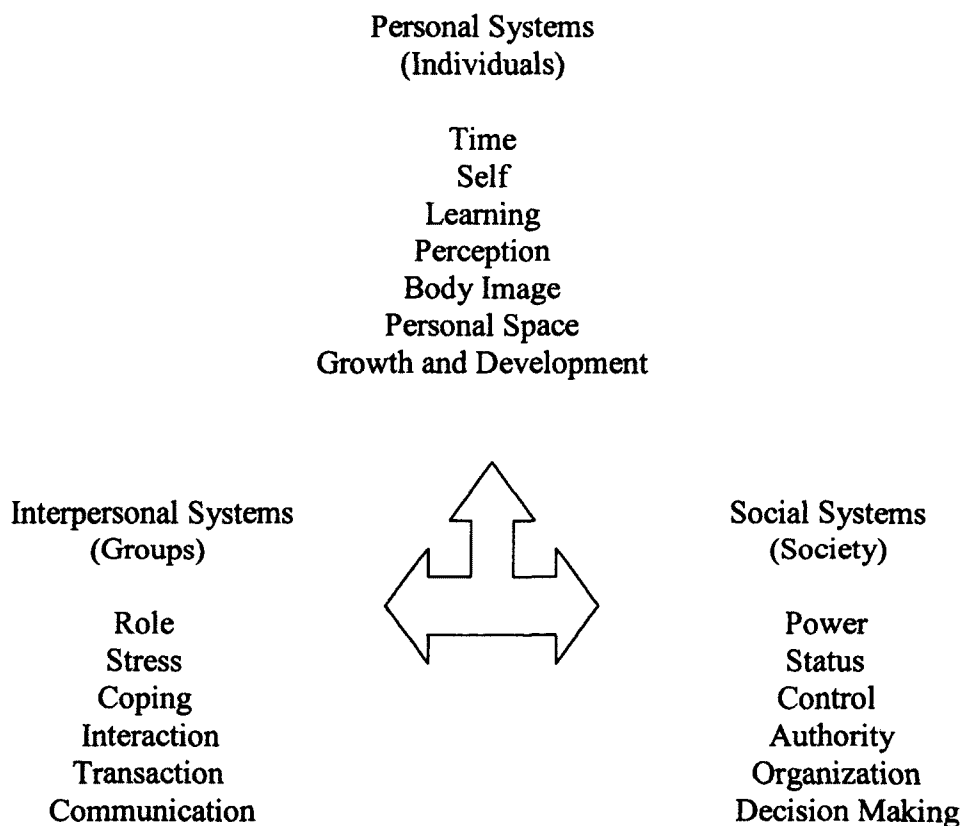 Personal Systems
(Individuals)
Time
Self
Learning
Perception
Body Image
Personal Space
Growth and Development
Interpersonal Systems
(Groups)
Role
Stress
Coping
Interaction
Transaction
Communication
Social Systems
(Society)
Power
Status
Control
Authority
Organization
Decision Making